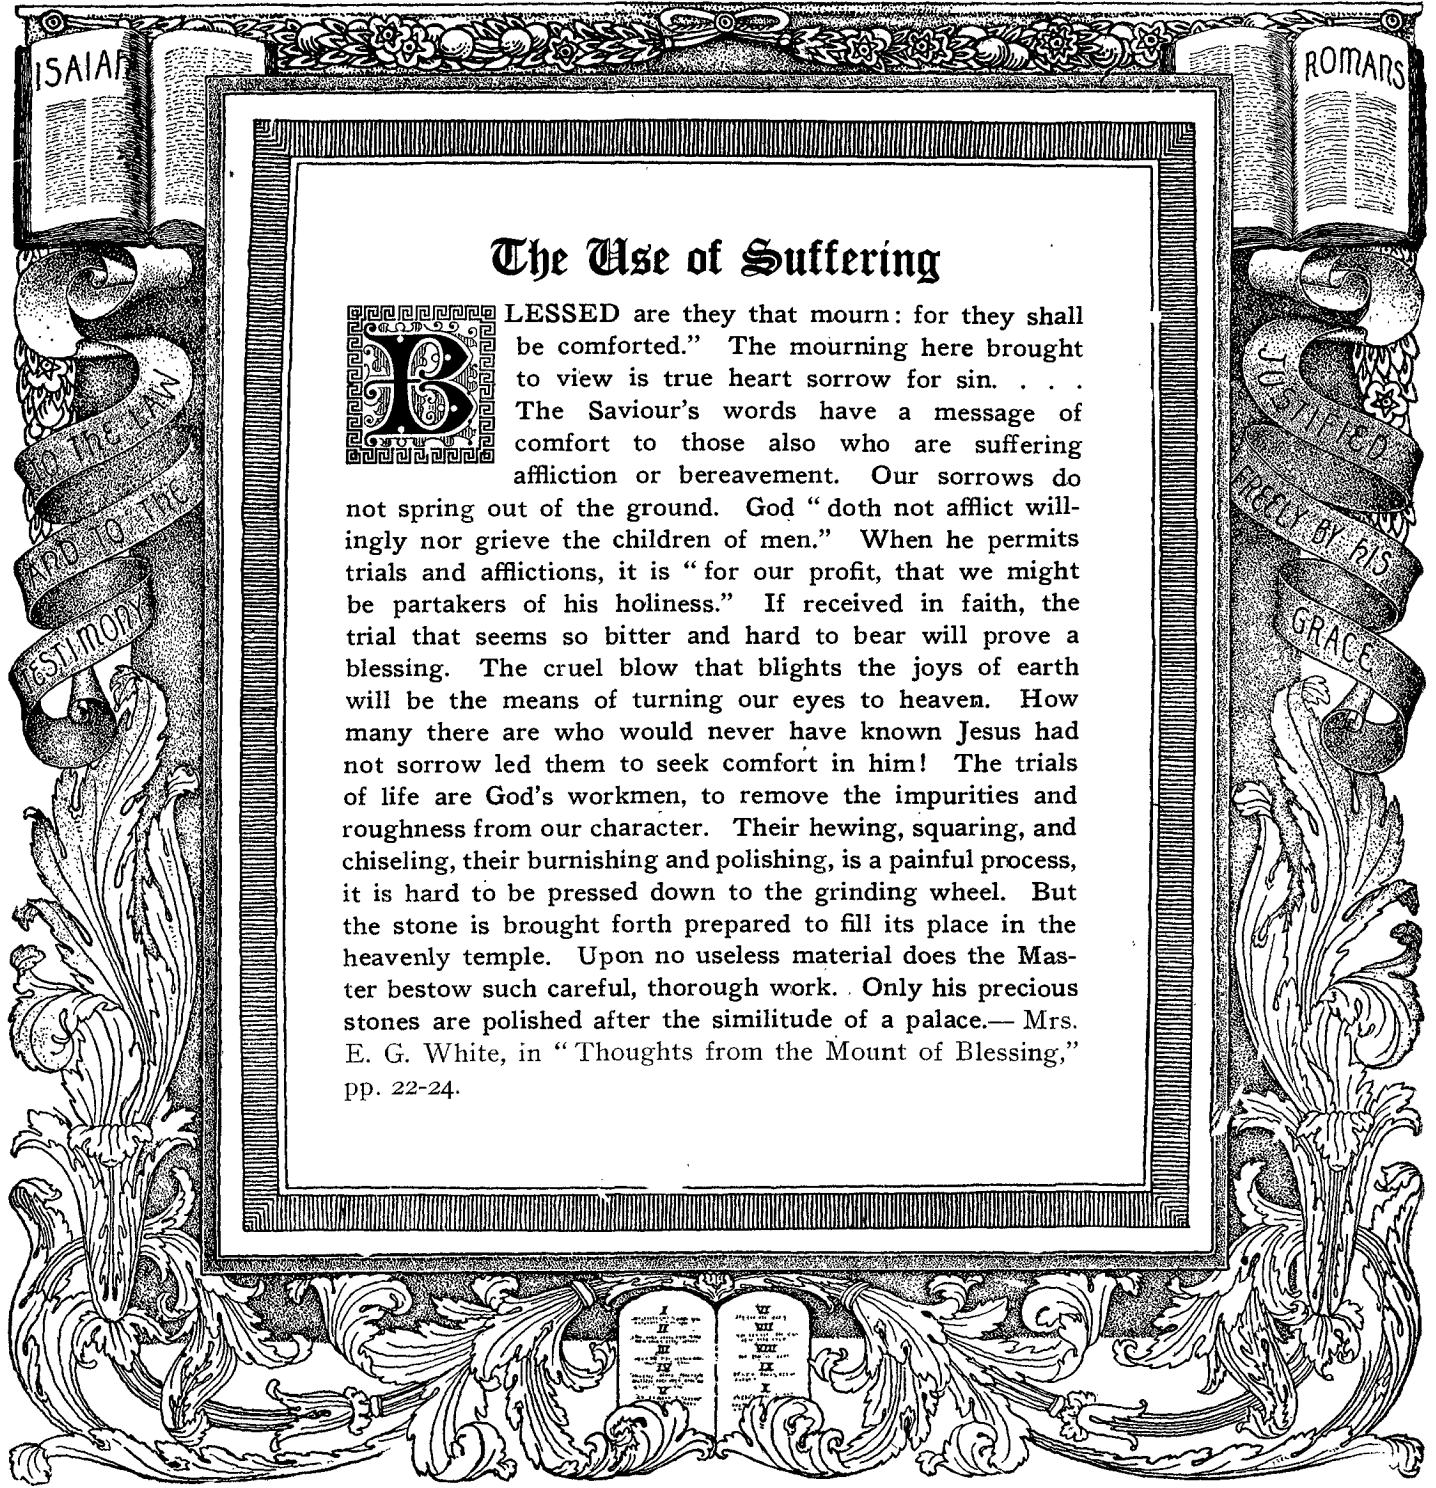 ISAIAH
ROMANS
TO THE LAW
AND TO THE
TESTIMONY
JUSTIFIED
FREELY BY HIS
GRACE
The Use of Suffering
BLESSED are they that mourn: for they shall
be comforted.” The mourning here brought
to view is true heart sorrow for sin. . . .
The Saviour’s words have a message of
comfort to those also who are suffering
affliction or bereavement. Our sorrows do
not spring out of the ground. God “ doth not afflict will-
ingly nor grieve the children of men.” When he permits
trials and afflictions, it is “ for our profit, that we might
be partakers of his holiness.” If received in faith, the
trial that seems so bitter and hard to bear will prove a
blessing. The cruel blow that blights the joys of earth
will be the means of turning our eyes to heaven. How
many there are who would never have known Jesus had
not sorrow led them to seek comfort in him! The trials
of life are God’s workmen, to remove the impurities and
roughness from our character. Their hewing, squaring, and
chiseling, their burnishing and polishing, is a painful process,
it is hard to be pressed down to the grinding wheel. But
the stone is brought forth prepared to fill its place in the
heavenly temple. Upon no useless material does the Mas-
ter bestow such careful, thorough work. Only his precious
stones are polished after the similitude of a palace.— Mrs.
E. G. White, in “ Thoughts from the Mount of Blessing,”
pp. 22-24.
I
II
III
IV
V
VI
VII
VIII
IX
X